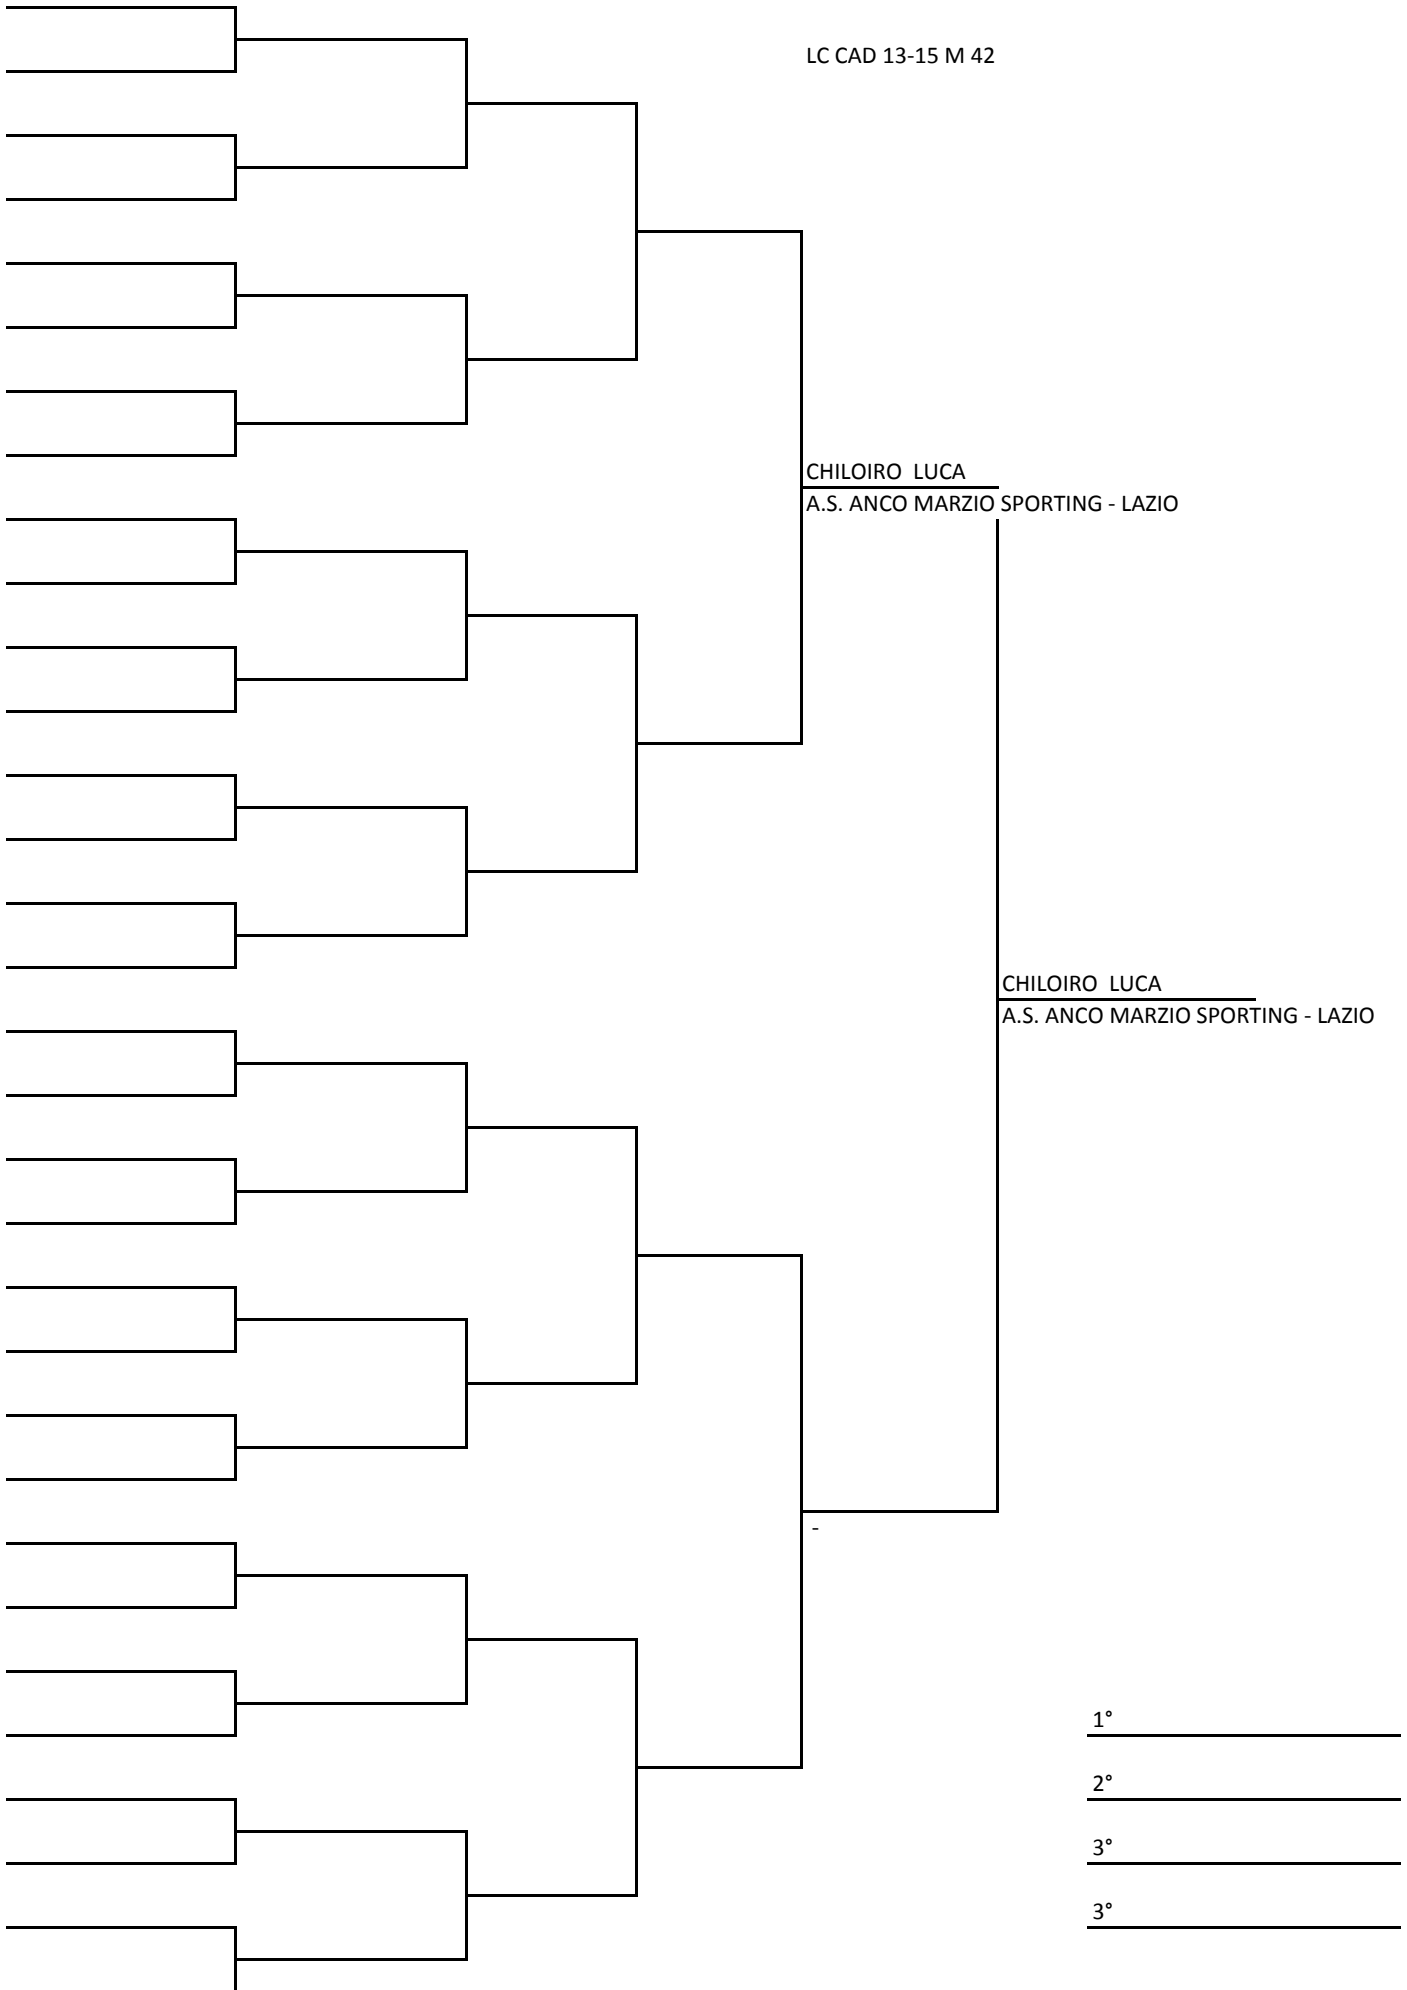 LC CAD 13-15 M 42
CHILOIRO  LUCA
A.S. ANCO MARZIO SPORTING - LAZIO
CHILOIRO  LUCA
A.S. ANCO MARZIO SPORTING - LAZIO
-
1°
2°
3°
3°